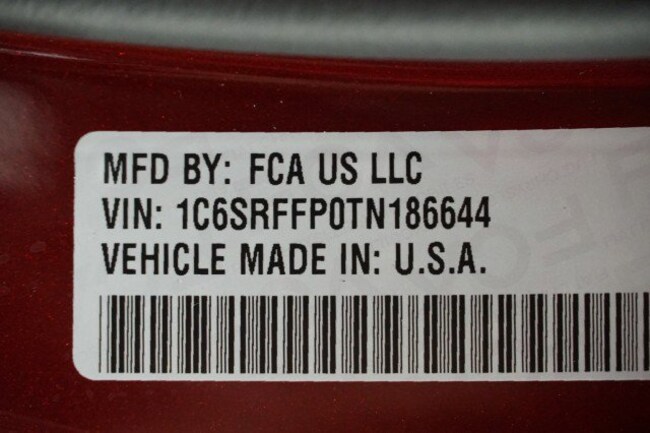 MFD BY: FCA US LLC
VIN: 1C6SRFFP0TN186644
VEHICLE MADE IN: U.S.A.